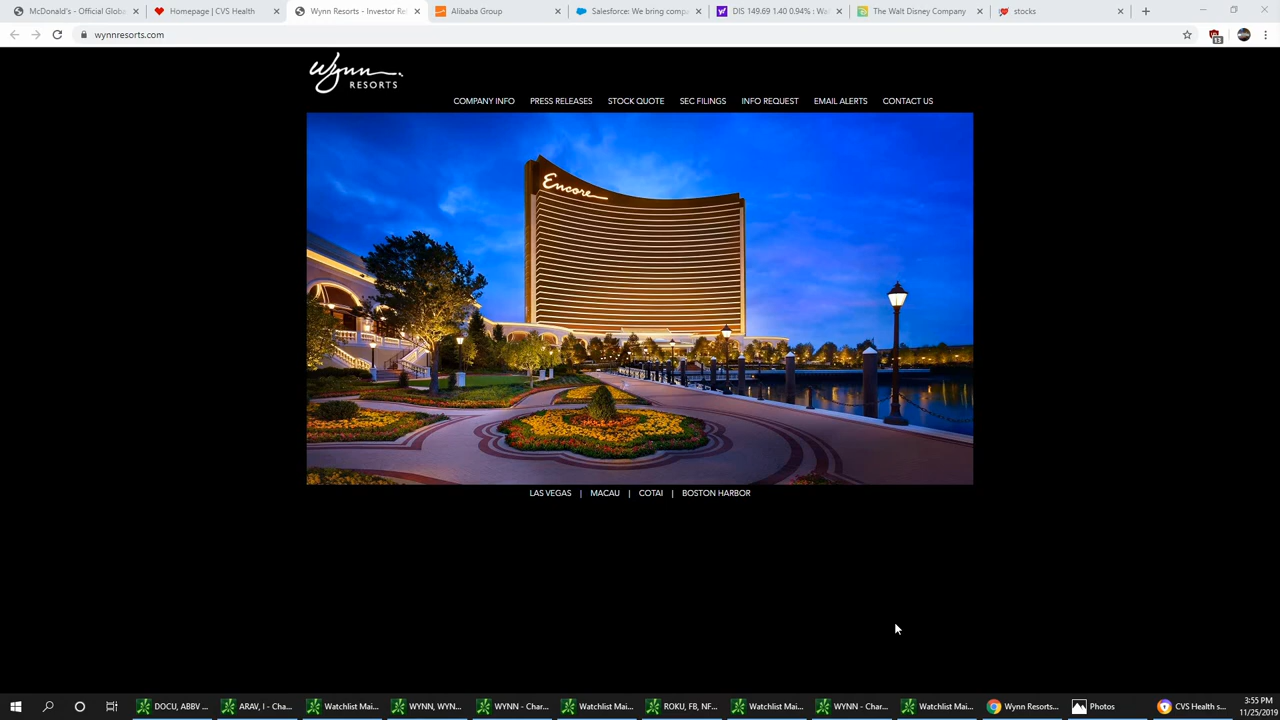 McDonald's - Official Globa
Homepage | CVS Health
Wynn Resorts - Investor Re
Alibaba Group
Salesforce: We bring compa
DIS 149.69 1.40 0.94% : Wa
The Walt Disney Company
stocks
wynnresorts.com
13
Wynn
RESORTS
COMPANY INFO
PRESS RELEASES
STOCK QUOTE
SEC FILINGS
INFO REQUEST
EMAIL ALERTS
CONTACT US
Encore
LAS VEGAS | MACAU | COTAI | BOSTON HARBOR
DOCU, ABBV ...
ARAV, I - Cha...
Watchlist Mai...
WYNN, WYN...
WYNN - Char...
Watchlist Mai...
ROKU, FB, NF...
Watchlist Mai...
WYNN - Char...
Watchlist Mai...
Wynn Resorts...
Photos
CVS Health s...
3:55 PM
11/25/2019